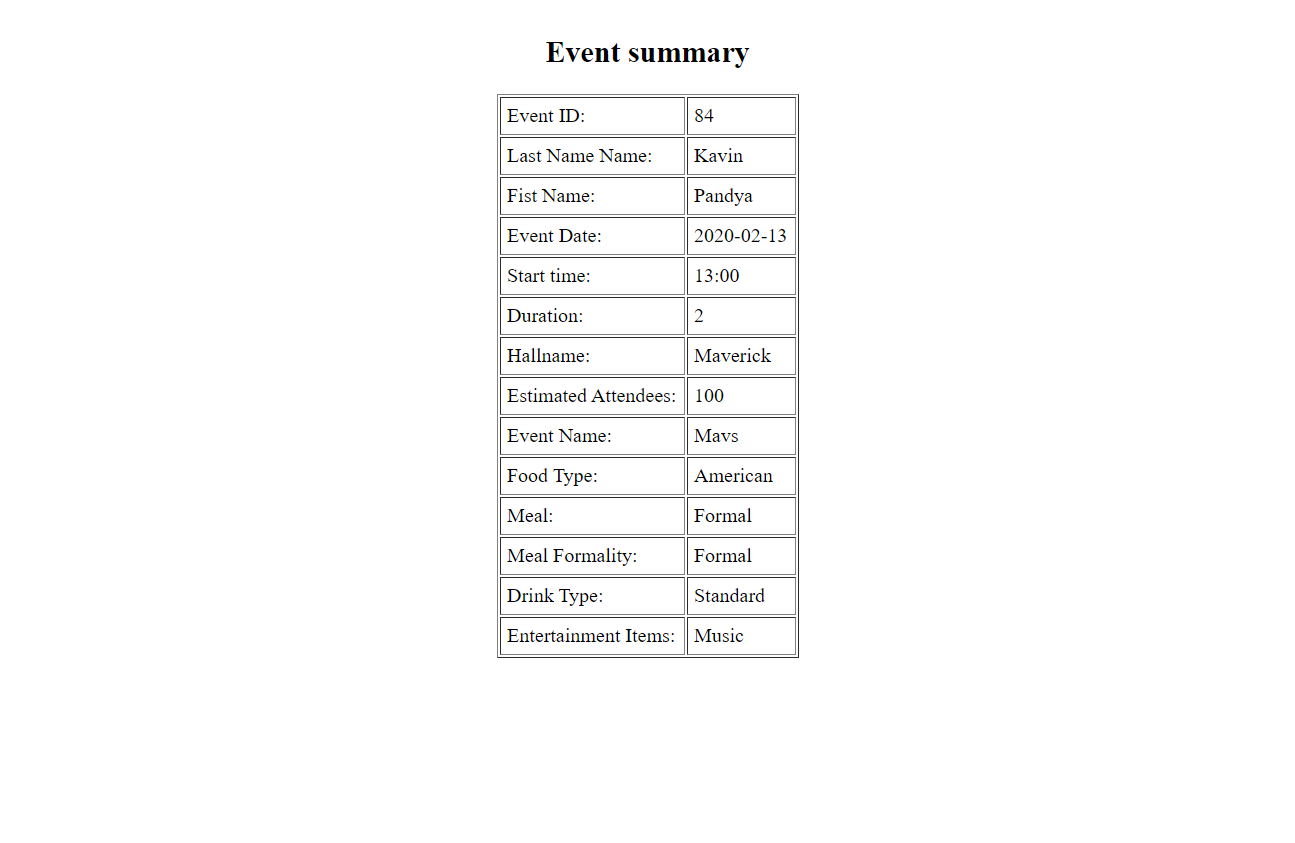 Event summary
Event ID: 84
Last Name Name: Kavin
Fist Name: Pandya
Event Date: 2020-02-13
Start time: 13:00
Duration: 2
Hallname: Maverick
Estimated Attendees: 100
Event Name: Mavs
Food Type: American
Meal: Formal
Meal Formality: Formal
Drink Type: Standard
Entertainment Items: Music